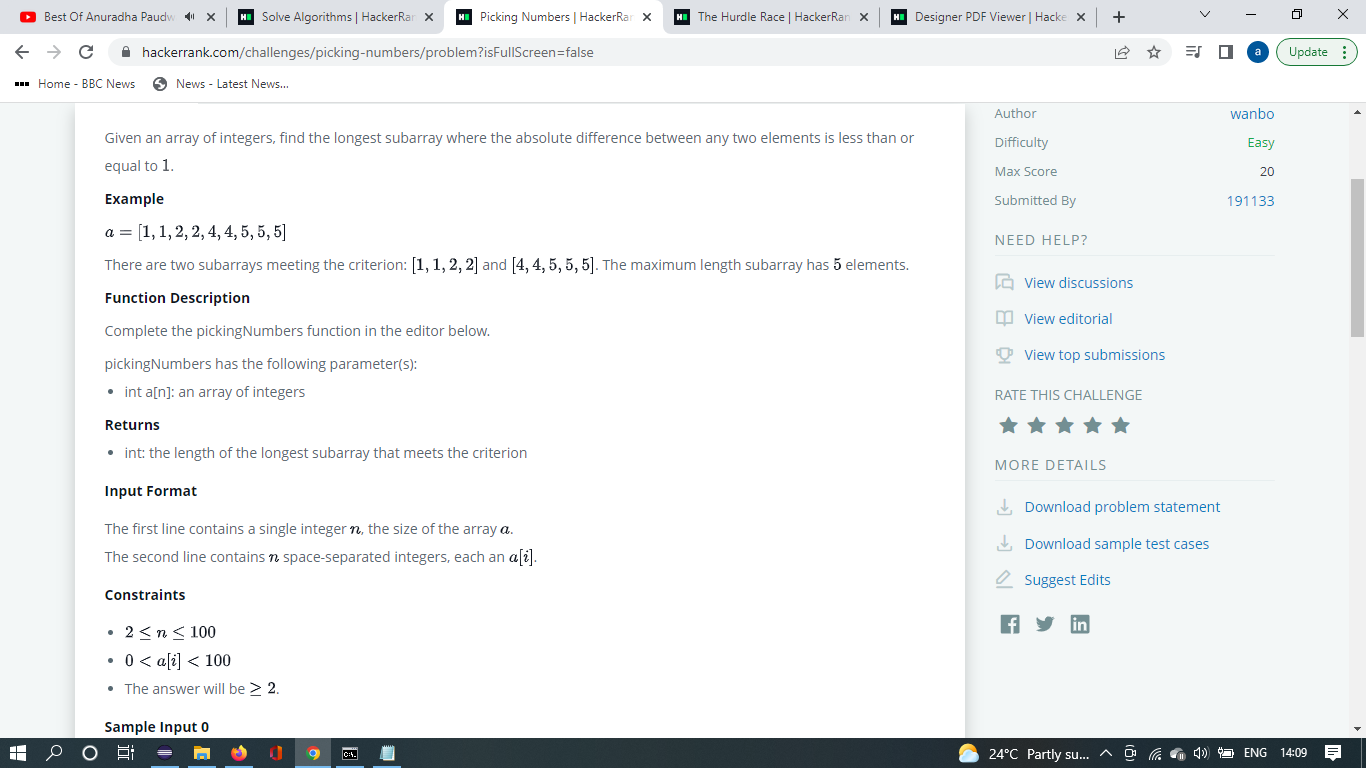 Best Of Anuradha Paudw
Solve Algorithms | HackerRan
Picking Numbers | HackerRan
The Hurdle Race | HackerRan
Designer PDF Viewer | Hacke
hackerrank.com/challenges/picking-numbers/problem?isFullScreen=false
a
Update
Home - BBC News
News - Latest News...
Given an array of integers, find the longest subarray where the absolute difference between any two elements is less than or
equal to 1.
Example
a = [1, 1, 2, 2, 4, 4, 5, 5, 5]
There are two subarrays meeting the criterion: [1, 1, 2, 2] and [4, 4, 5, 5, 5]. The maximum length subarray has 5 elements.
Function Description
Complete the pickingNumbers function in the editor below.
pickingNumbers has the following parameter(s):
• int a[n]: an array of integers
Returns
• int: the length of the longest subarray that meets the criterion
Input Format
The first line contains a single integer n, the size of the array a.
The second line contains n space-separated integers, each an a[i].
Constraints
• 2 ≤ n ≤ 100
• 0 < a[i] < 100
• The answer will be ≥ 2.
Sample Input 0
Author wanbo
Difficulty Easy
Max Score 20
Submitted By 191133
NEED HELP?
View discussions
View editorial
View top submissions
RATE THIS CHALLENGE
MORE DETAILS
Download problem statement
Download sample test cases
Suggest Edits
24°C Partly su...
ENG
14:09